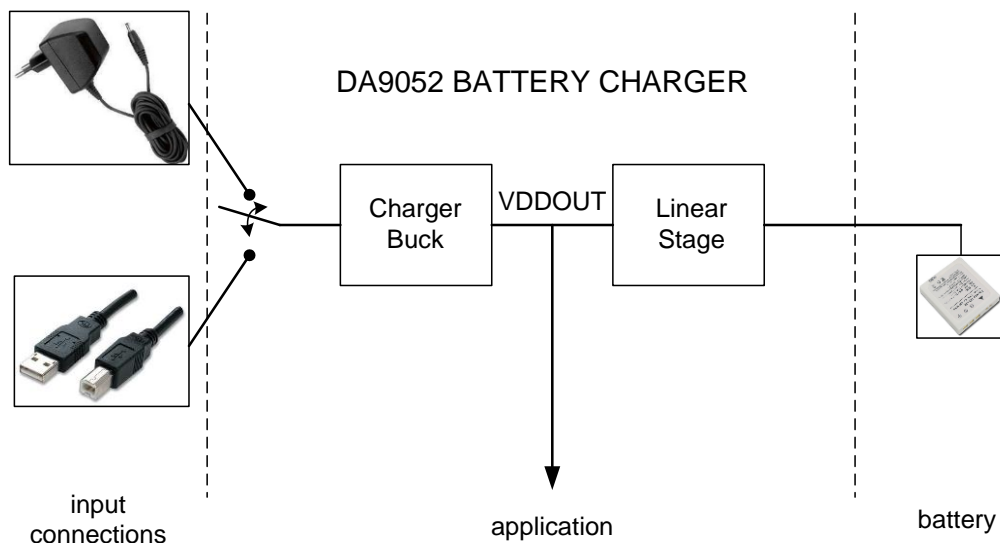 DA9052 BATTERY CHARGER
Charger
Buck
VDDOUT
Linear
Stage
input
connections
application
battery